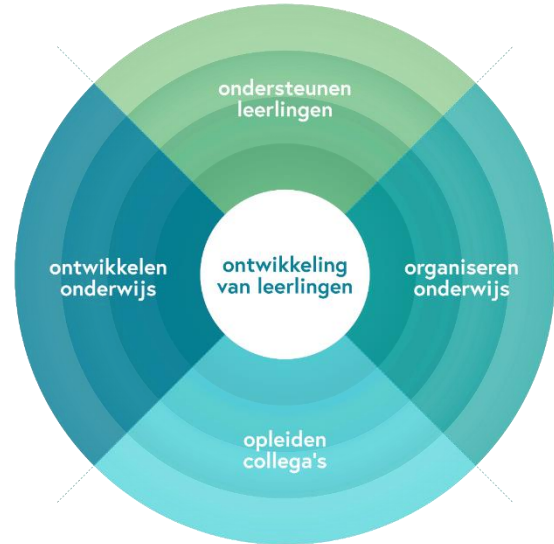 ondersteunen
leerlingen
ontwikkelen
onderwijs
ontwikkeling
van leerlingen
organiseren
onderwijs
opleiden
collega's